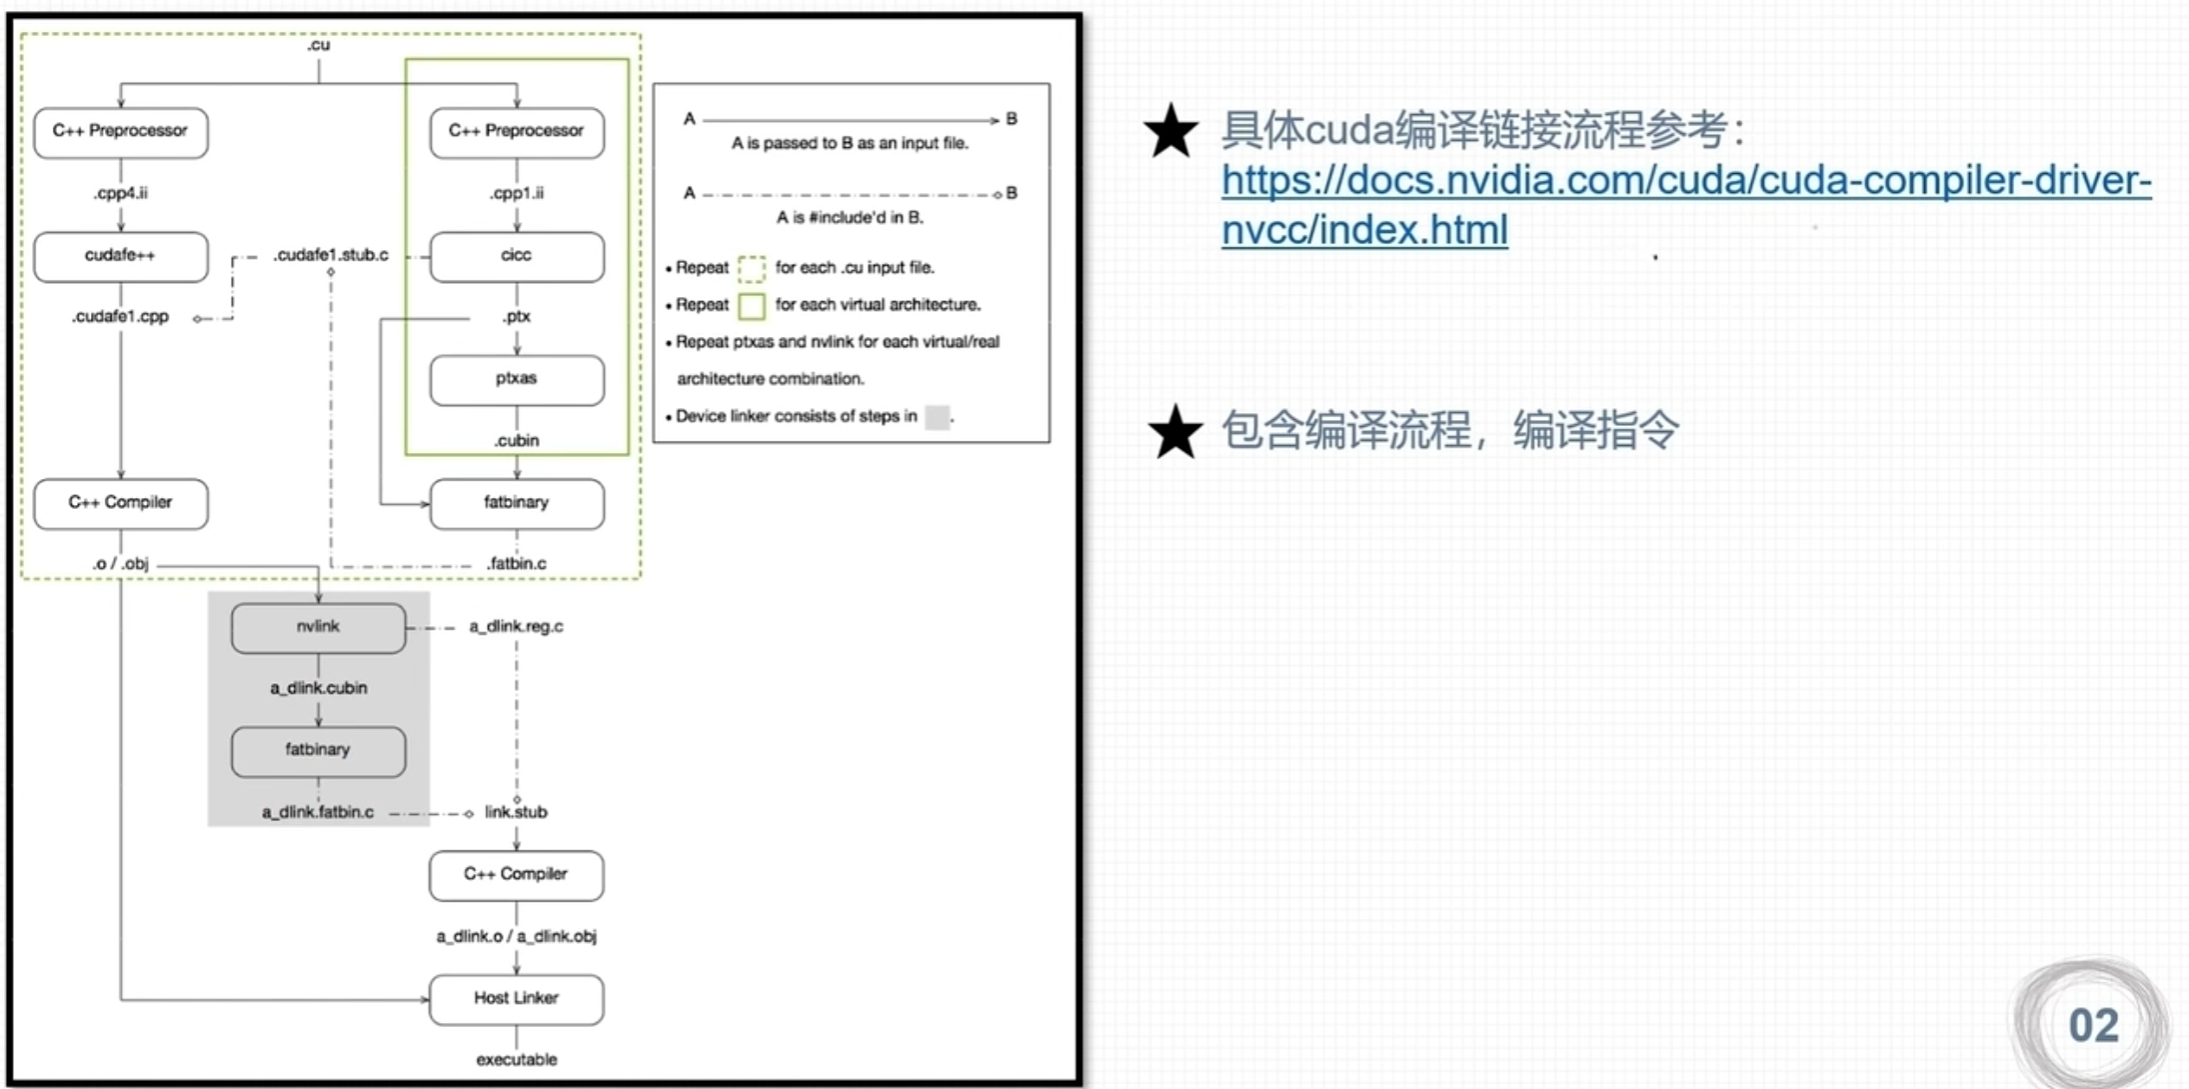 .cu
C++ Preprocessor
C++ Preprocessor
.cpp4.ii
.cpp1.ii
cudafe++
.cudafe1.stub.c
cicc
.cudafe1.cpp
.ptx
ptxas
.cubin
C++ Compiler
fatbinary
.o / .obj
.fatbin.c
nvlink
a_dlink.reg.c
a_dlink.cubin
fatbinary
a_dlink.fatbin.c
link.stub
C++ Compiler
a_dlink.o / a_dlink.obj
Host Linker
executable
A B
A is passed to B as an input file.
A B
A is #include'd in B.
• Repeat for each .cu input file.
• Repeat for each virtual architecture.
• Repeat ptxas and nvlink for each virtual/real
architecture combination.
• Device linker consists of steps in .
★ 具体cuda编译链接流程参考：
https://docs.nvidia.com/cuda/cuda-compiler-driver-
nvcc/index.html
★ 包含编译流程，编译指令
02